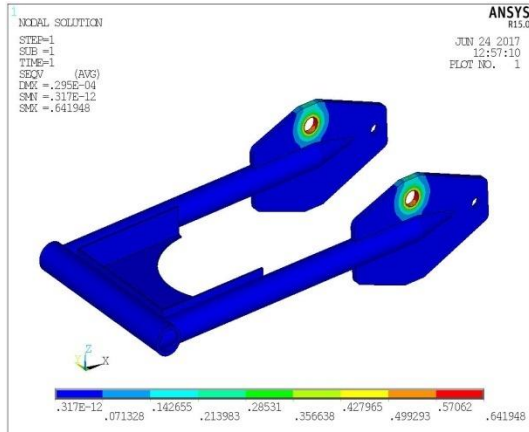 1
NODAL SOLUTION
STEP=1
SUB =1
TIME=1
SEQV (AVG)
DMX =.295E-04
SMN =.317E-12
SMX =.641948
ANSYS
R15.0
JUN 24 2017
12:57:10
PLOT NO. 1
Z
Y X
.317E-12 .142655 .28531 .427965 .57062
.071328 .213983 .356638 .499293 .641948